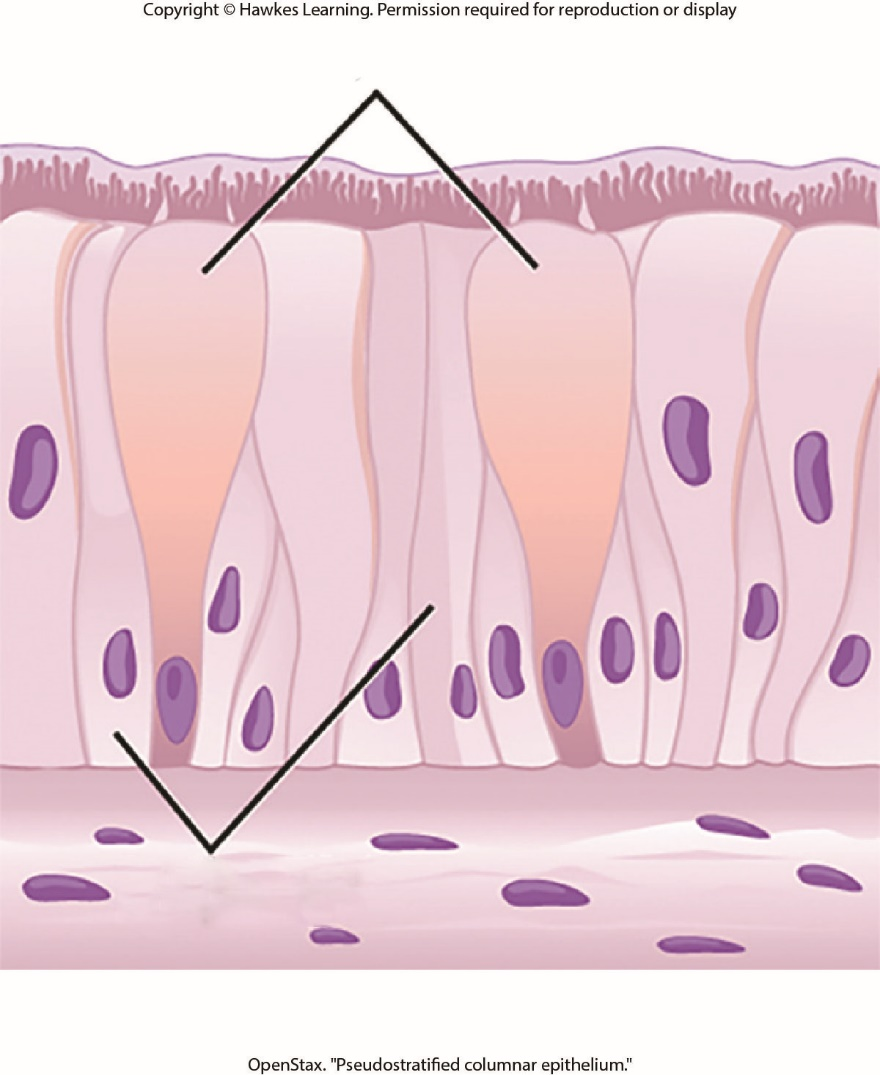 Copyright © Hawkes Learning. Permission required for reproduction or display
OpenStax. "Pseudostratified columnar epithelium."